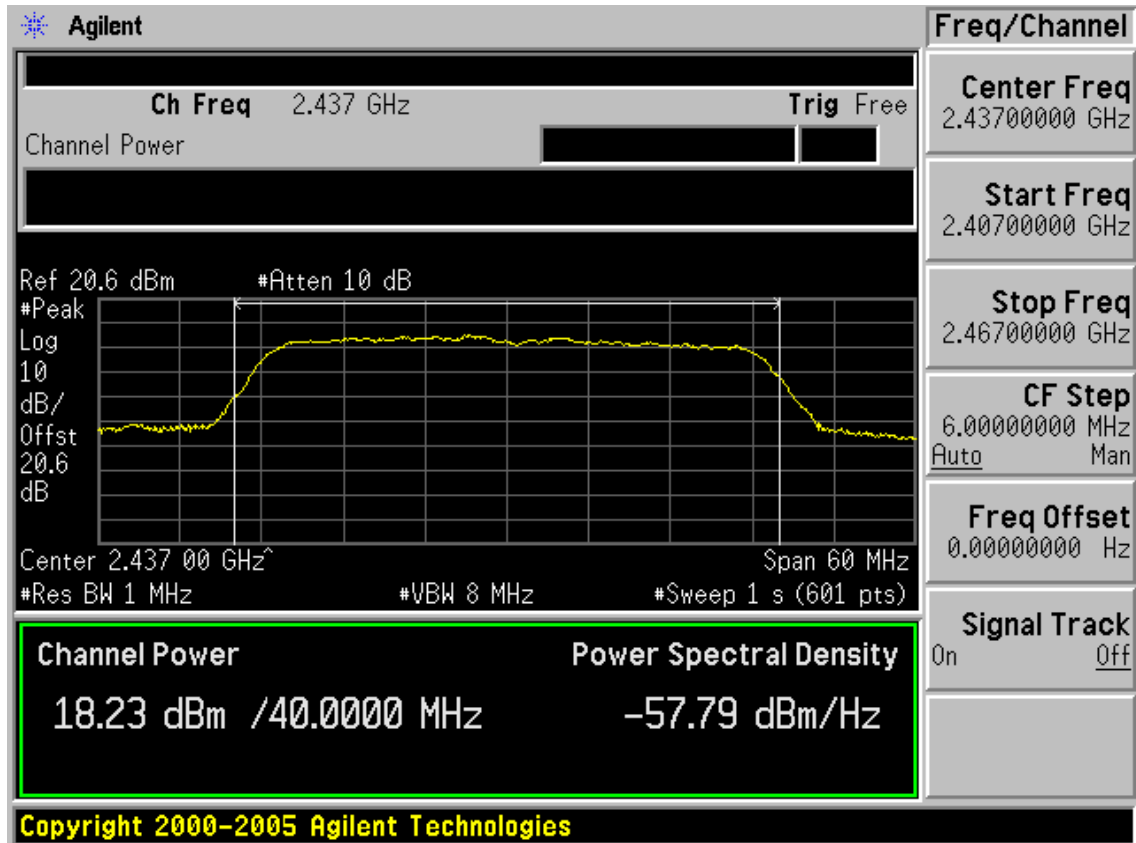 Agilent
Freq/Channel
Ch Freq 2.437 GHz Trig Free
Channel Power
Ref 20.6 dBm #Atten 10 dB
#Peak
Log
10
dB/
Offst
20.6
dB
Center 2.437 00 GHz^ Span 60 MHz
#Res BW 1 MHz #VBW 8 MHz #Sweep 1 s (601 pts)
Channel Power Power Spectral Density
18.23 dBm /40.0000 MHz -57.79 dBm/Hz
Center Freq
2.43700000 GHz
Start Freq
2.40700000 GHz
Stop Freq
2.46700000 GHz
CF Step
6.00000000 MHz
Auto Man
Freq Offset
0.00000000 Hz
Signal Track
On Off
Copyright 2000-2005 Agilent Technologies